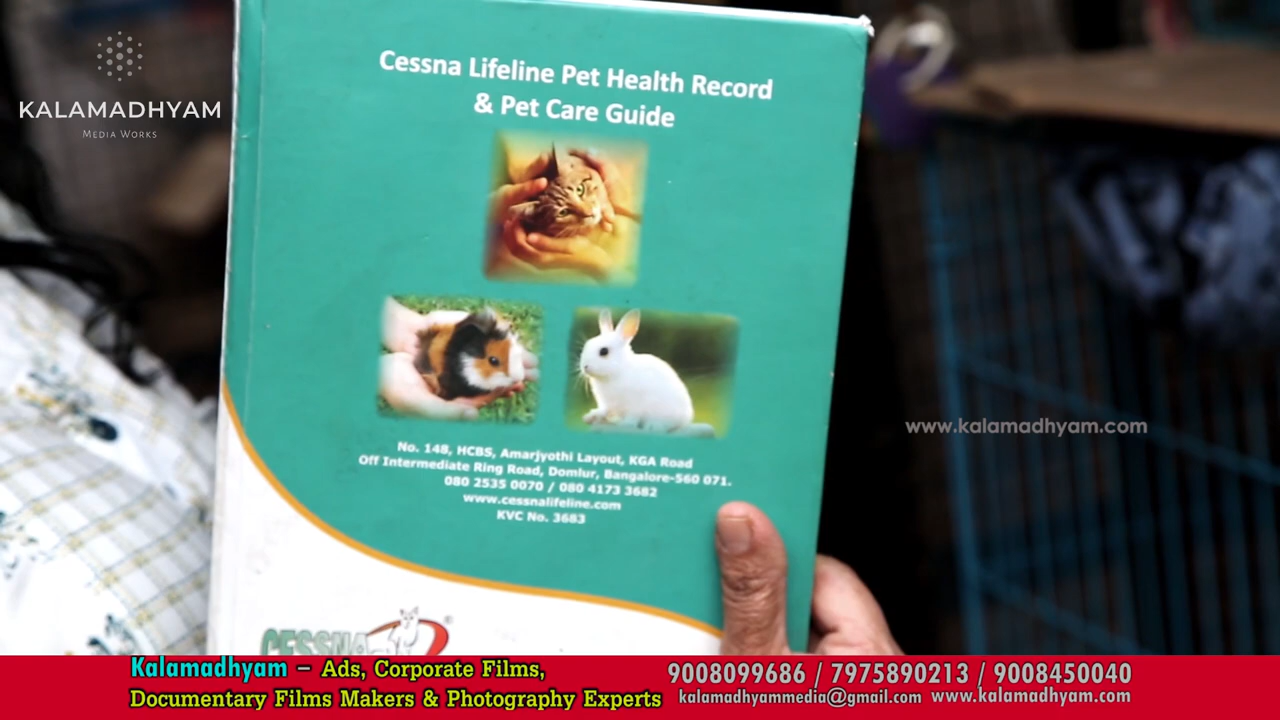 KALAMADHYAM
MEDIA WORKS
Cessna Lifeline Pet Health Record
& Pet Care Guide
No. 148, HCBS, Amarjyothi Layout, KGA Road
Off Intermediate Ring Road, Domlur, Bangalore-560 071.
080 2535 0070 / 080 4173 3682
www.cessnalifeline.com
KVC No. 3683
www.kalamadhyam.com
CESSNA
®
Kalamadhyam – Ads, Corporate Films,
Documentary Films Makers & Photography Experts
9008099686 / 7975890213 / 9008450040
kalamadhyammedia@gmail.com www.kalamadhyam.com